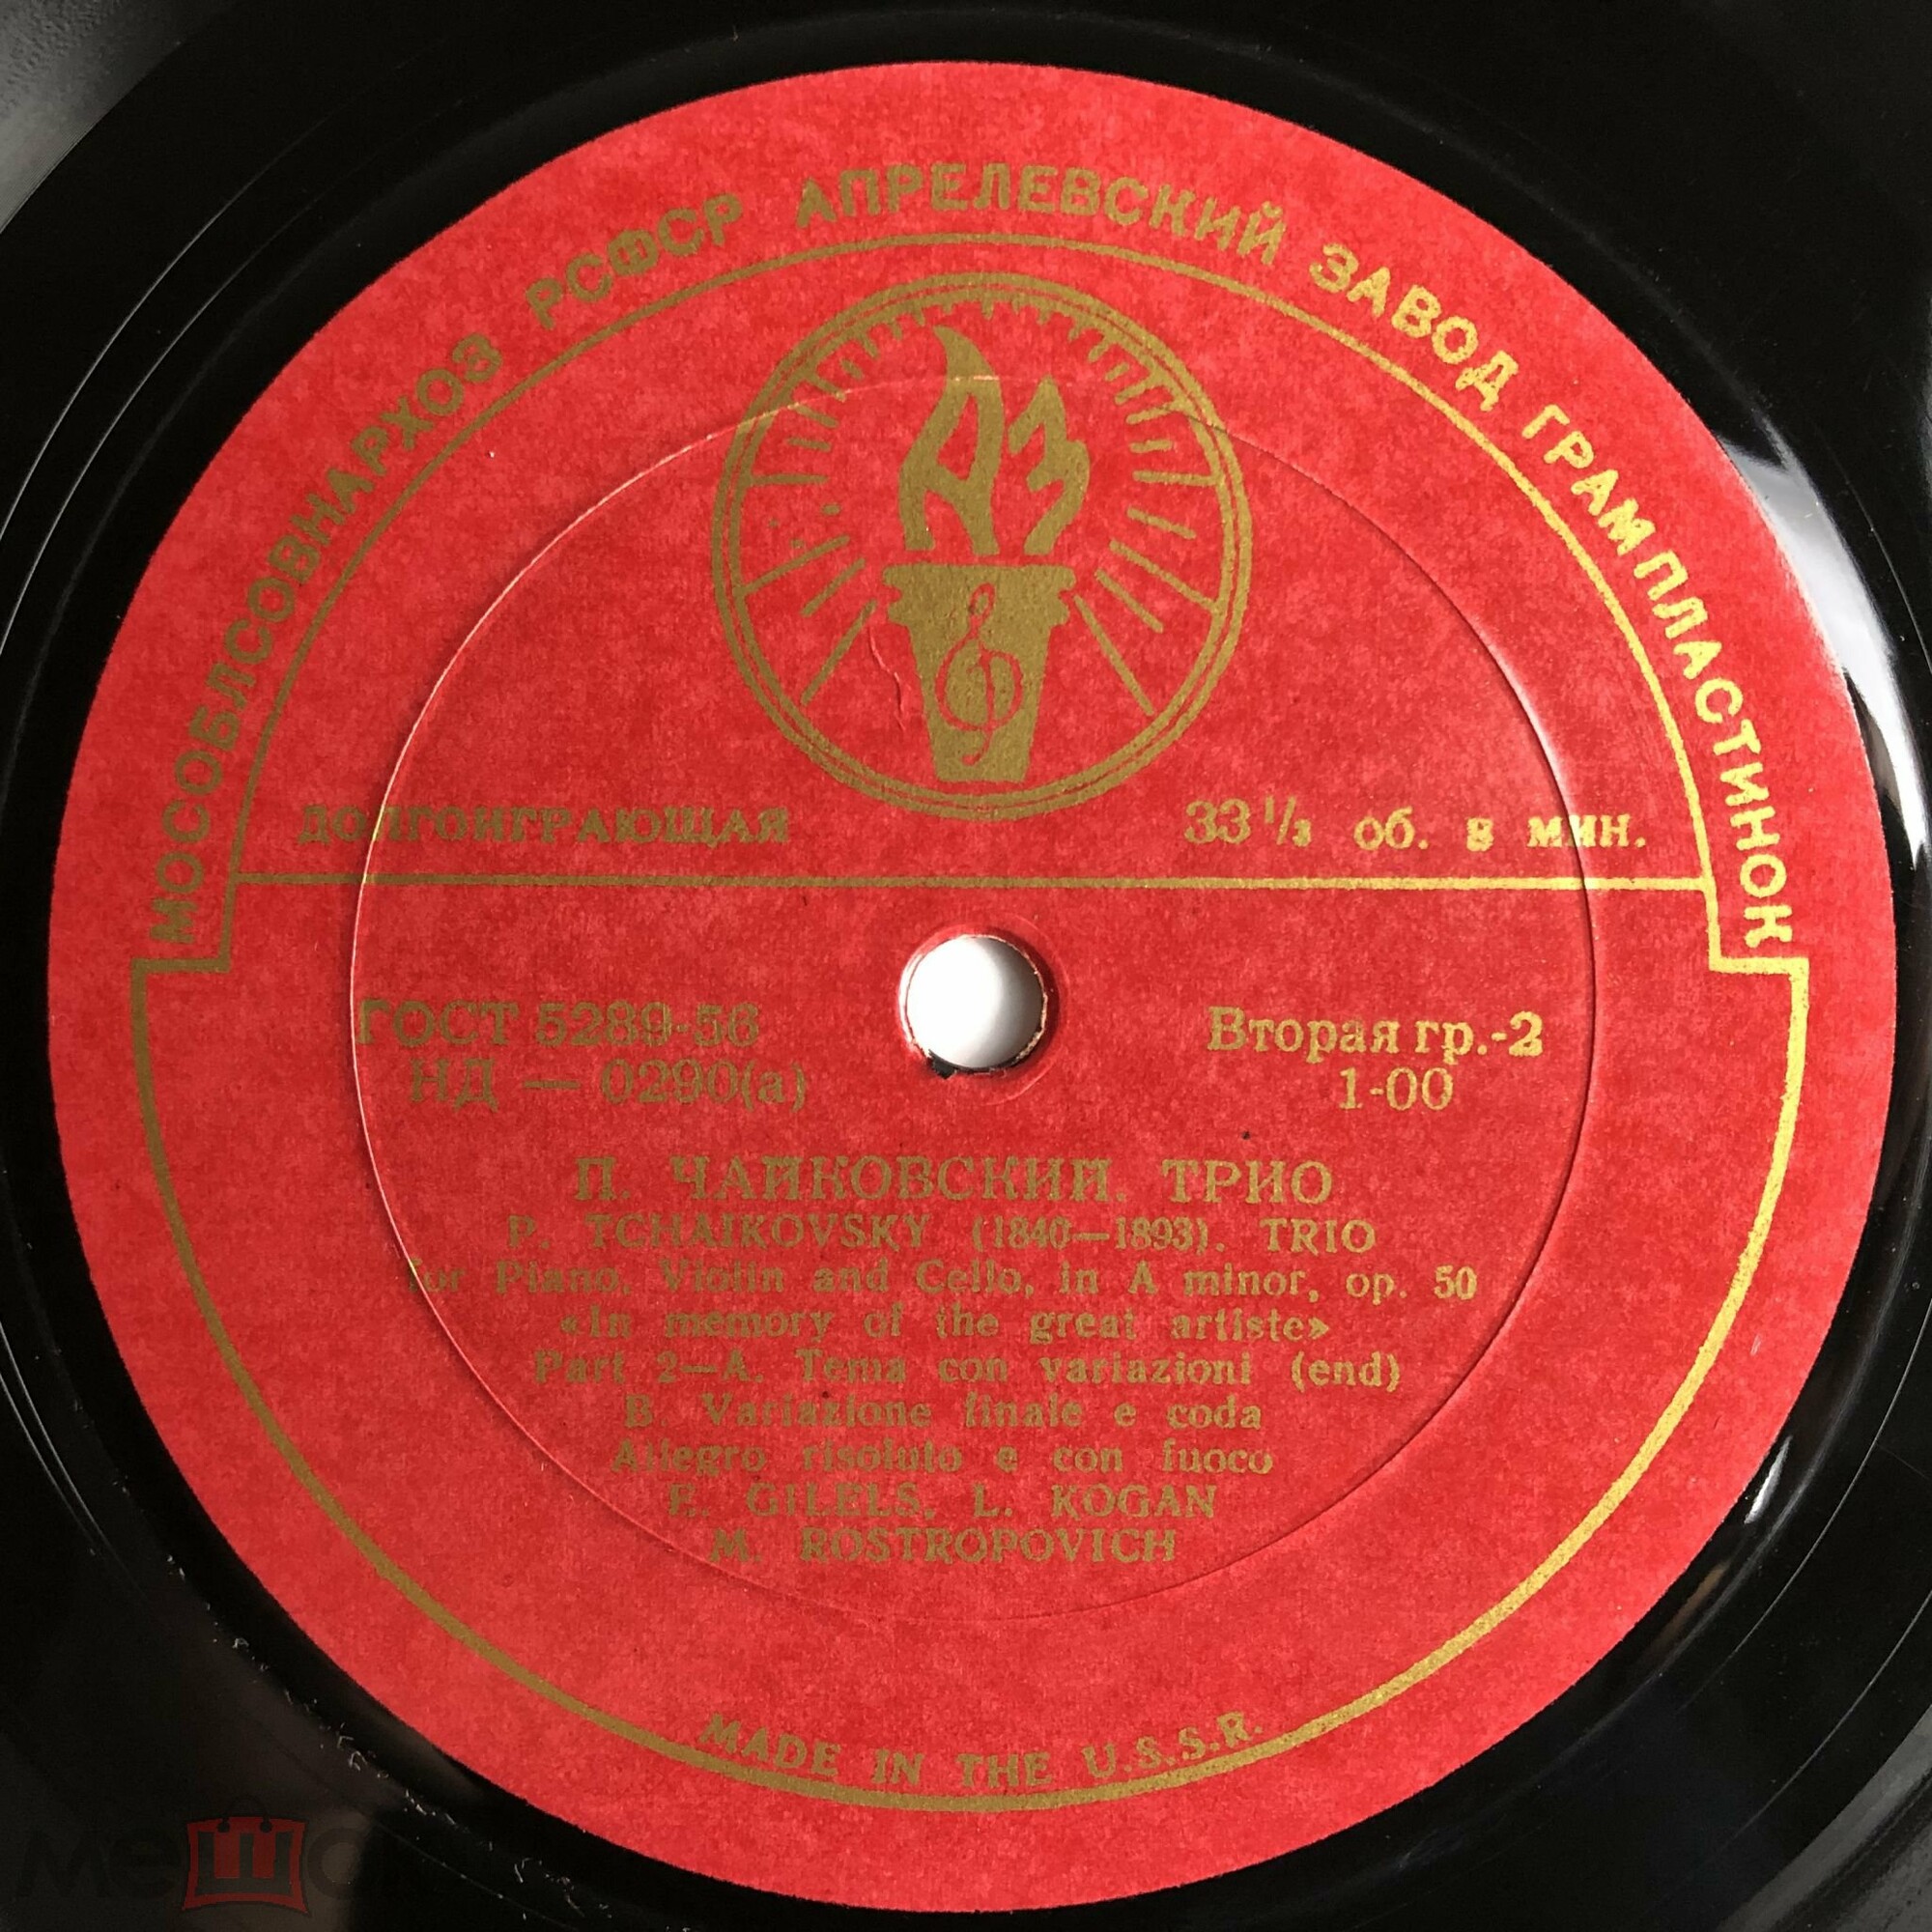 МОСОБЛСОВНАРХОЗ РСФСР АПРЕЛЕВСКИЙ ЗАВОД ГРАМПЛАСТИНОК
АЗ
ДОЛГОИГРАЮЩАЯ 33 1/3 об. в мин.
ГОСТ 5289-56 Вторая гр.-2
НД — 0290(а) 1-00
П. ЧАЙКОВСКИЙ. ТРИО
P. TCHAIKOVSKY (1840—1893). TRIO
for Piano, Violin and Cello, in A minor, op. 50
«In memory of the great artiste»
Part 2—A. Tema con variazioni (end)
B. Variazione finale e coda
Allegro risoluto e con fuoco
E. GILELS, L. KOGAN
M. ROSTROPOVICH
MADE IN THE U.S.S.R.
мешок